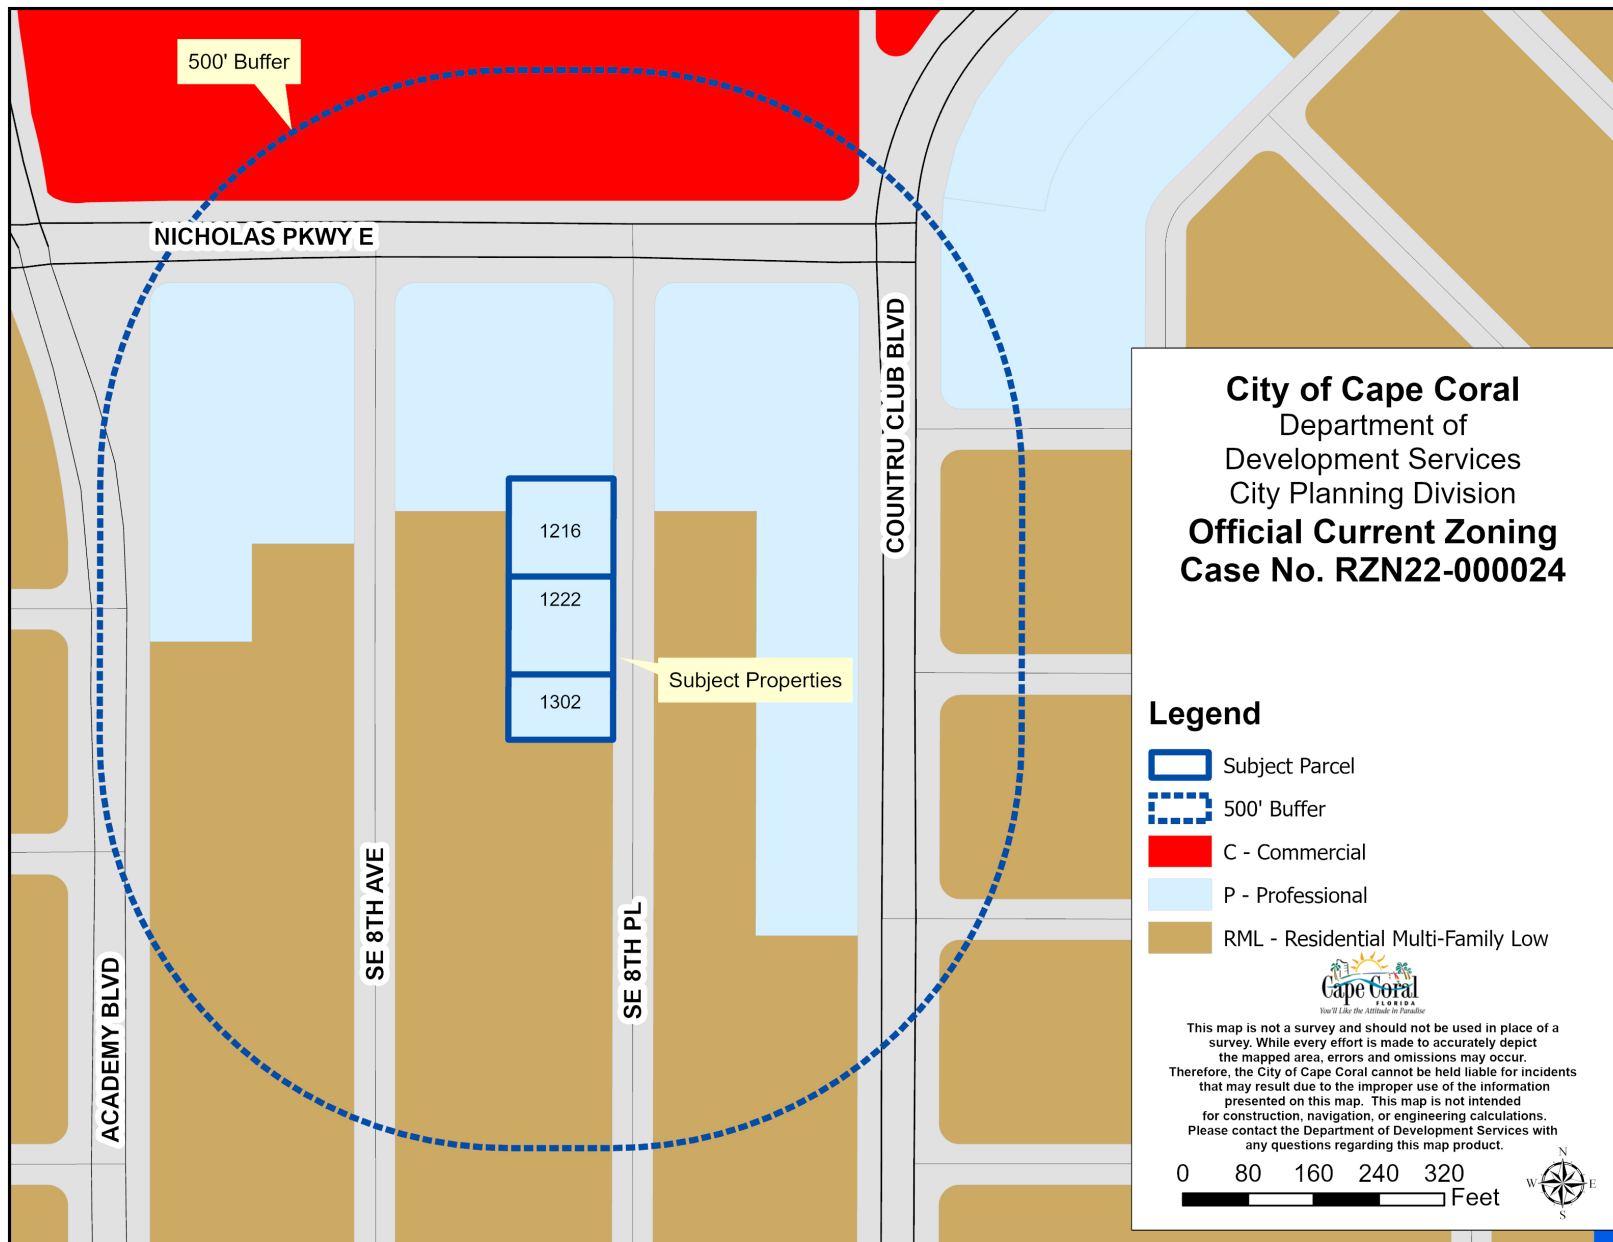 500' Buffer
NICHOLAS PKWY E
COUNTRU CLUB BLVD
1216
1222
Subject Properties
1302
SE 8TH AVE
SE 8TH PL
ACADEMY BLVD
City of Cape Coral
Department of
Development Services
City Planning Division
Official Current Zoning
Case No. RZN22-000024
Legend
Subject Parcel
500' Buffer
C - Commercial
P - Professional
RML - Residential Multi-Family Low
Cape Coral
FLORIDA
You'll Like the Attitude in Paradise
This map is not a survey and should not be used in place of a
survey. While every effort is made to accurately depict
the mapped area, errors and omissions may occur.
Therefore, the City of Cape Coral cannot be held liable for incidents
that may result due to the improper use of the information
presented on this map. This map is not intended
for construction, navigation, or engineering calculations.
Please contact the Department of Development Services with
any questions regarding this map product.
0 80 160 240 320
Feet
N
W E
S